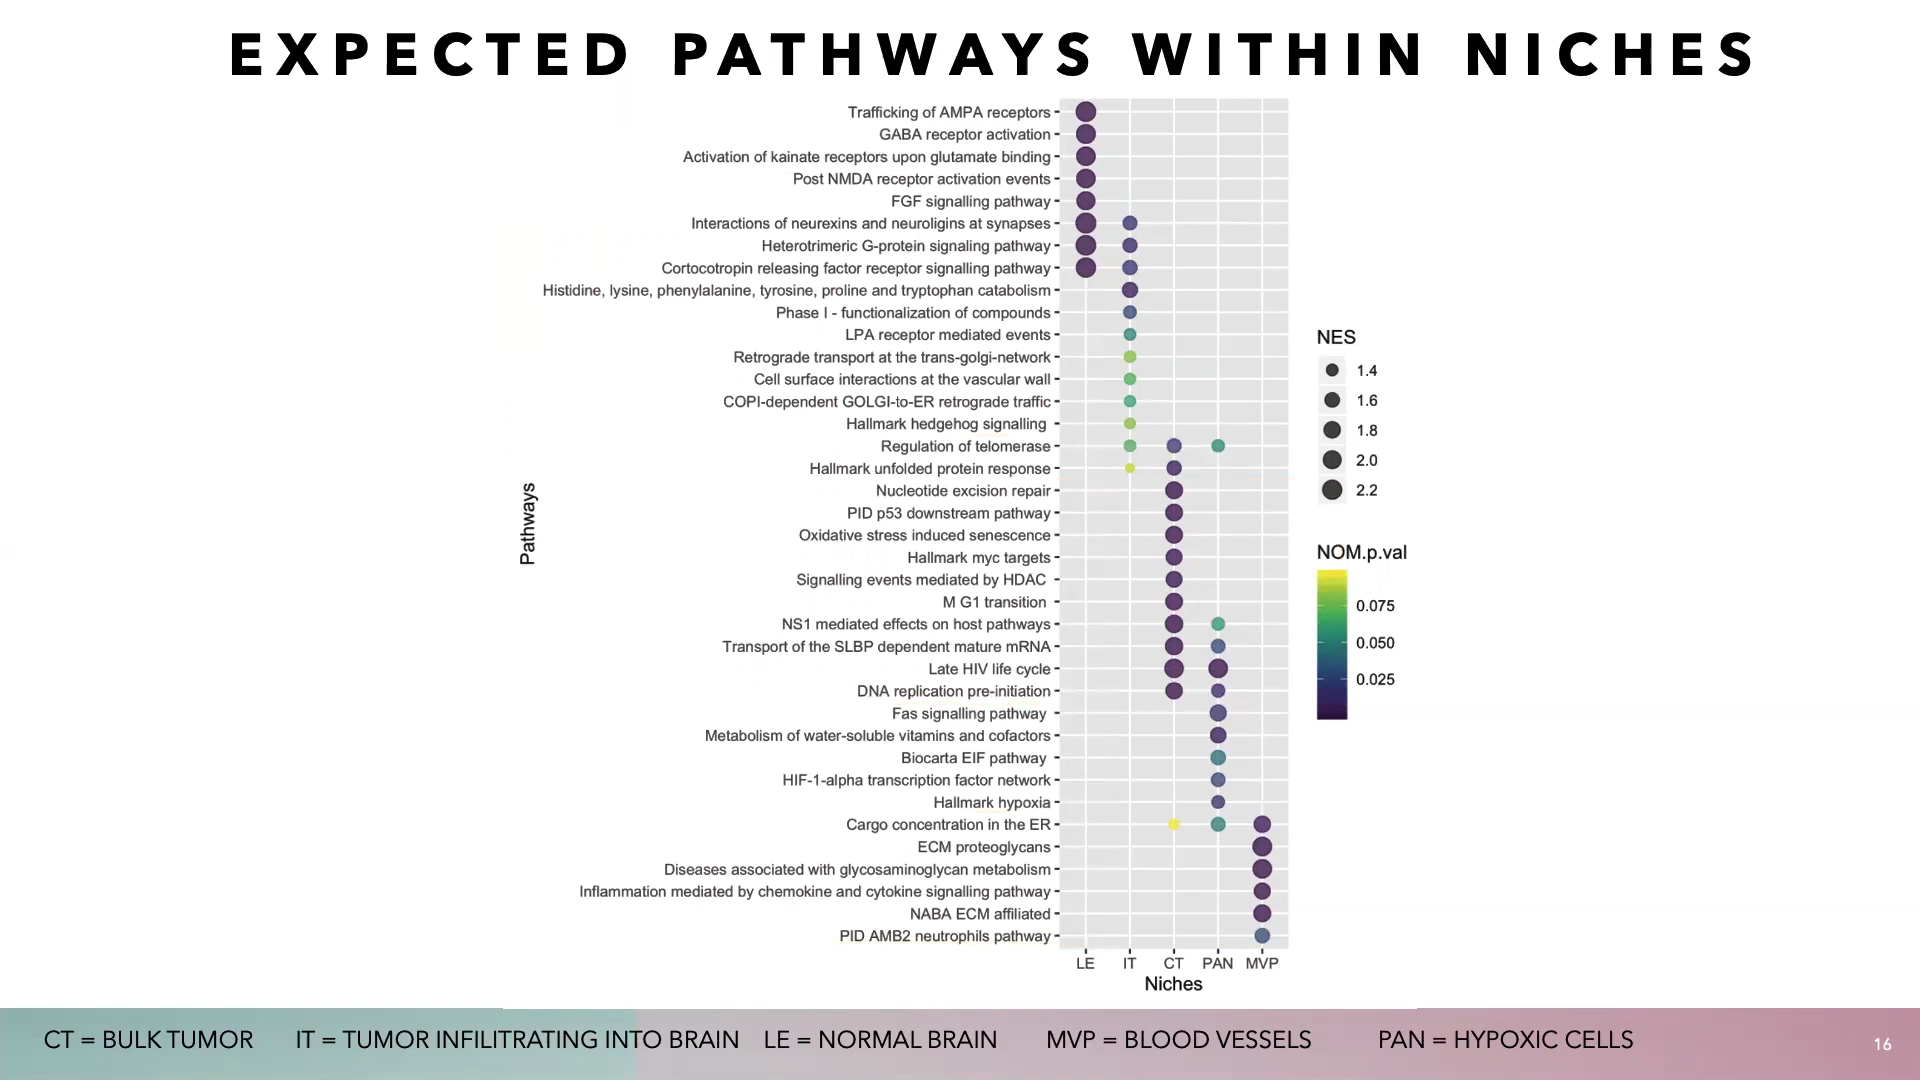 EXPECTED PATHWAYS WITHIN NICHES
Trafficking of AMPA receptors
GABA receptor activation
Activation of kainate receptors upon glutamate binding
Post NMDA receptor activation events
FGF signalling pathway
Interactions of neurexins and neuroligins at synapses
Heterotrimeric G-protein signaling pathway
Cortocotropin releasing factor receptor signalling pathway
Histidine, lysine, phenylalanine, tyrosine, proline and tryptophan catabolism
Phase I - functionalization of compounds
LPA receptor mediated events
Retrograde transport at the trans-golgi-network
Cell surface interactions at the vascular wall
COPI-dependent GOLGI-to-ER retrograde traffic
Hallmark hedgehog signalling
Regulation of telomerase
Hallmark unfolded protein response
Nucleotide excision repair
PID p53 downstream pathway
Oxidative stress induced senescence
Hallmark myc targets
Signalling events mediated by HDAC
M G1 transition
NS1 mediated effects on host pathways
Transport of the SLBP dependent mature mRNA
Late HIV life cycle
DNA replication pre-initiation
Fas signalling pathway
Metabolism of water-soluble vitamins and cofactors
Biocarta EIF pathway
HIF-1-alpha transcription factor network
Hallmark hypoxia
Cargo concentration in the ER
ECM proteoglycans
Diseases associated with glycosaminoglycan metabolism
Inflammation mediated by chemokine and cytokine signalling pathway
NABA ECM affiliated
PID AMB2 neutrophils pathway
Pathways
LE IT CT PAN MVP
Niches
NES
1.4
1.6
1.8
2.0
2.2
NOM.p.val
0.075
0.050
0.025
CT = BULK TUMOR IT = TUMOR INFILITRATING INTO BRAIN LE = NORMAL BRAIN MVP = BLOOD VESSELS PAN = HYPOXIC CELLS
16